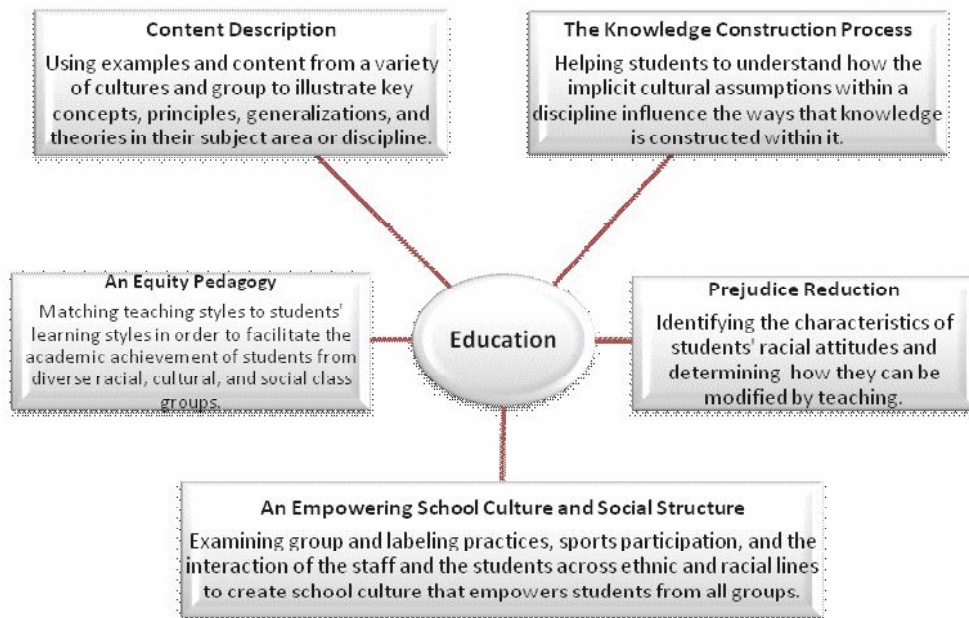 Content Description
Using examples and content from a variety
of cultures and group to illustrate key
concepts, principles, generalizations, and
theories in their subject area or discipline.
The Knowledge Construction Process
Helping students to understand how the
implicit cultural assumptions within a
discipline influence the ways that knowledge
is constructed within it.
An Equity Pedagogy
Matching teaching styles to students'
learning styles in order to facilitate the
academic achievement of students from
diverse racial, cultural, and social class
groups.
Education
Prejudice Reduction
Identifying the characteristics of
students' racial attitudes and
determining how they can be
modified by teaching.
An Empowering School Culture and Social Structure
Examining group and labeling practices, sports participation, and the
interaction of the staff and the students across ethnic and racial lines
to create school culture that empowers students from all groups.